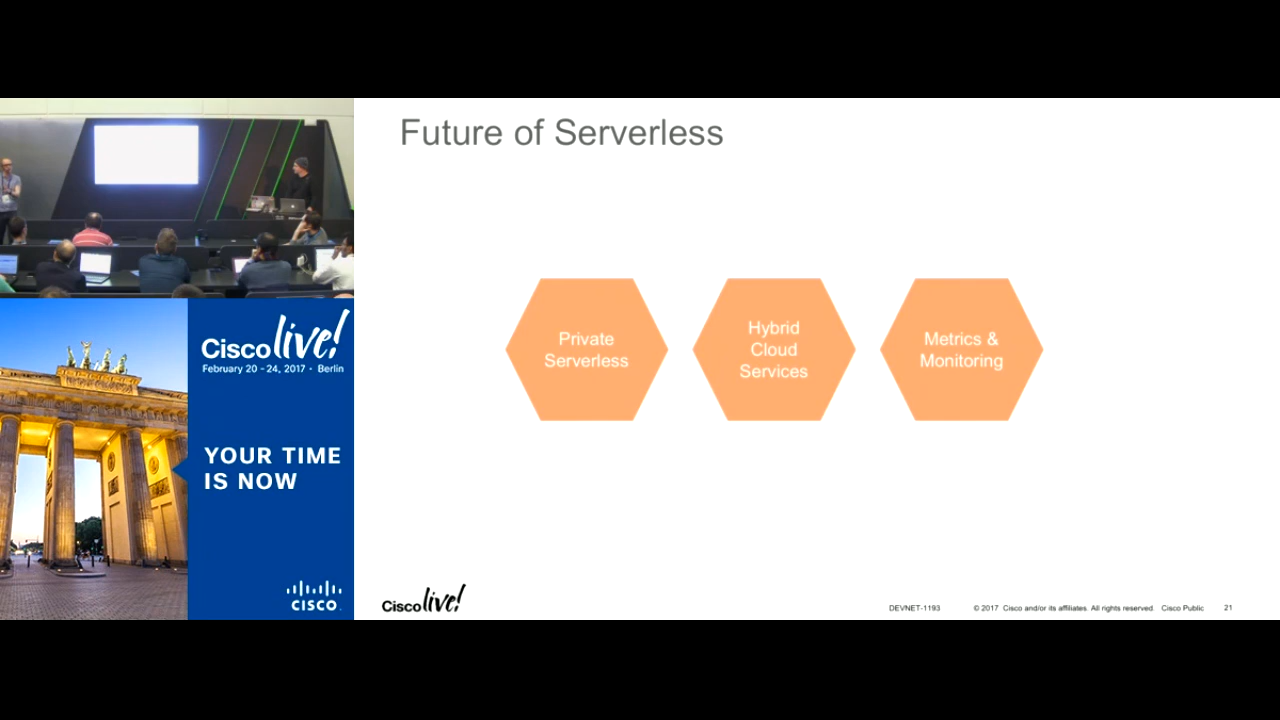 Future of Serverless
Private
Serverless
Hybrid
Cloud
Services
Metrics &
Monitoring
Cisco live!
February 20 - 24, 2017 • Berlin
YOUR TIME
IS NOW
CISCO
Cisco live!
DEVNET-1193 © 2017 Cisco and/or its affiliates. All rights reserved. Cisco Public 21